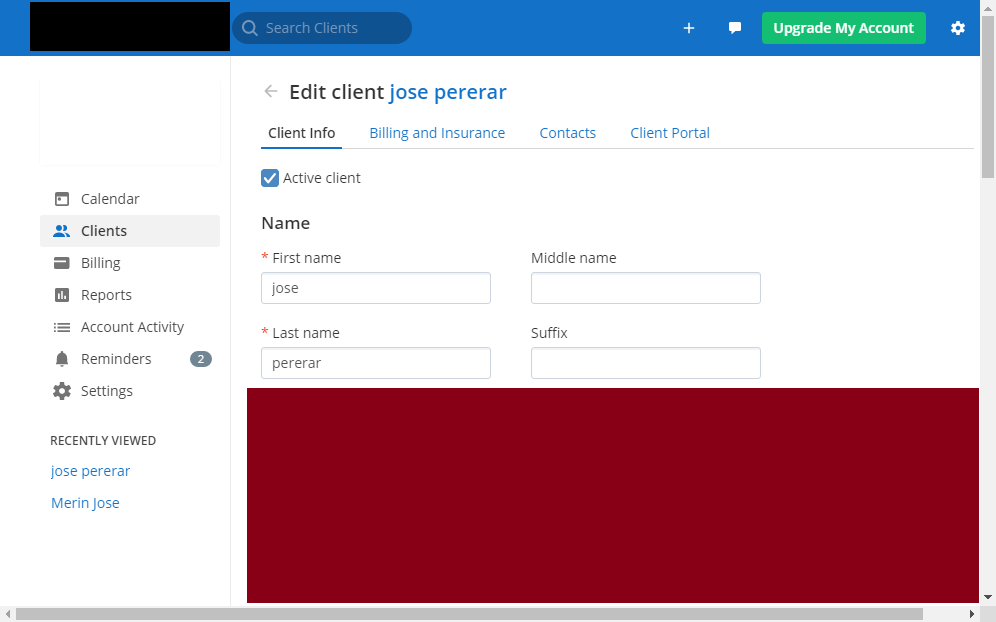 Search Clients
Upgrade My Account
Edit client jose pererar
Client Info Billing and Insurance Contacts Client Portal
Active client
Name
* First name Middle name
jose
* Last name Suffix
pererar
Calendar
Clients
Billing
Reports
Account Activity
Reminders 2
Settings
RECENTLY VIEWED
jose pererar
Merin Jose